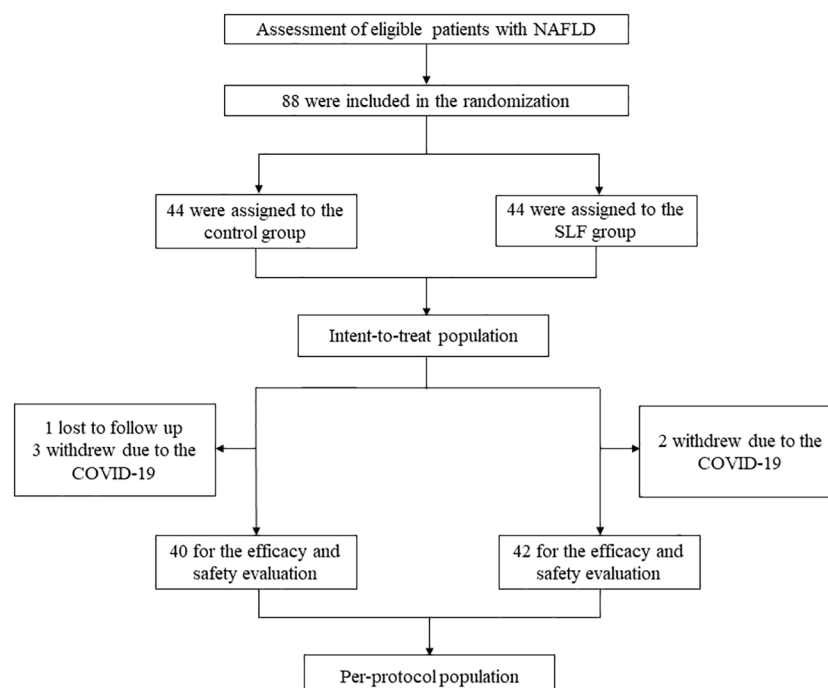 Assessment of eligible patients with NAFLD
88 were included in the randomization
44 were assigned to the
control group
44 were assigned to the
SLF group
Intent-to-treat population
1 lost to follow up
3 withdrew due to the
COVID-19
2 withdrew due to the
COVID-19
40 for the efficacy and
safety evaluation
42 for the efficacy and
safety evaluation
Per-protocol population